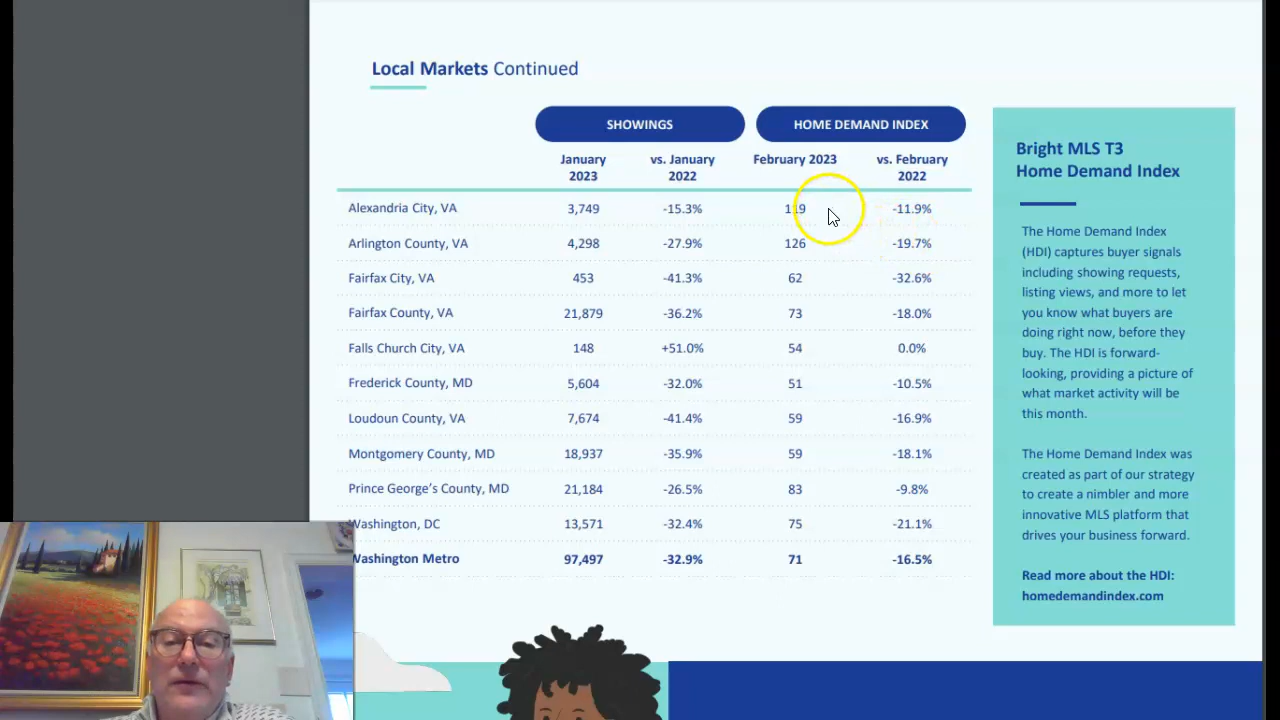 Local Markets Continued
SHOWINGS HOME DEMAND INDEX
January 2023 vs. January 2022 February 2023 vs. February 2022
Alexandria City, VA 3,749 -15.3% 119 -11.9%
Arlington County, VA 4,298 -27.9% 126 -19.7%
Fairfax City, VA 453 -41.3% 62 -32.6%
Fairfax County, VA 21,879 -36.2% 73 -18.0%
Falls Church City, VA 148 +51.0% 54 0.0%
Frederick County, MD 5,604 -32.0% 51 -10.5%
Loudoun County, VA 7,674 -41.4% 59 -16.9%
Montgomery County, MD 18,937 -35.9% 59 -18.1%
Prince George’s County, MD 21,184 -26.5% 83 -9.8%
Washington, DC 13,571 -32.4% 75 -21.1%
Washington Metro 97,497 -32.9% 71 -16.5%
Bright MLS T3
Home Demand Index
The Home Demand Index
(HDI) captures buyer signals
including showing requests,
listing views, and more to let
you know what buyers are
doing right now, before they
buy. The HDI is forward-
looking, providing a picture of
what market activity will be
this month.
The Home Demand Index was
created as part of our strategy
to create a nimbler and more
innovative MLS platform that
drives your business forward.
Read more about the HDI:
homedemandindex.com